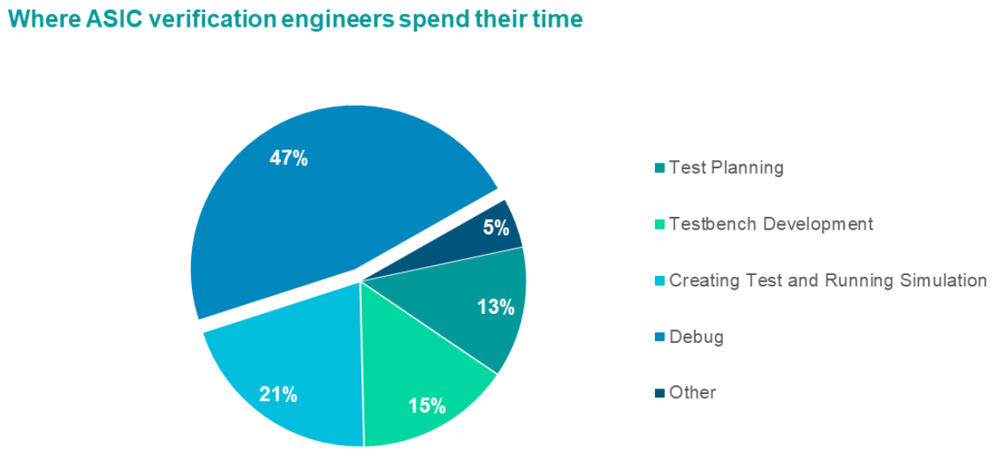 Where ASIC verification engineers spend their time
47%
5%
13%
21%
15%
Test Planning
Testbench Development
Creating Test and Running Simulation
Debug
Other